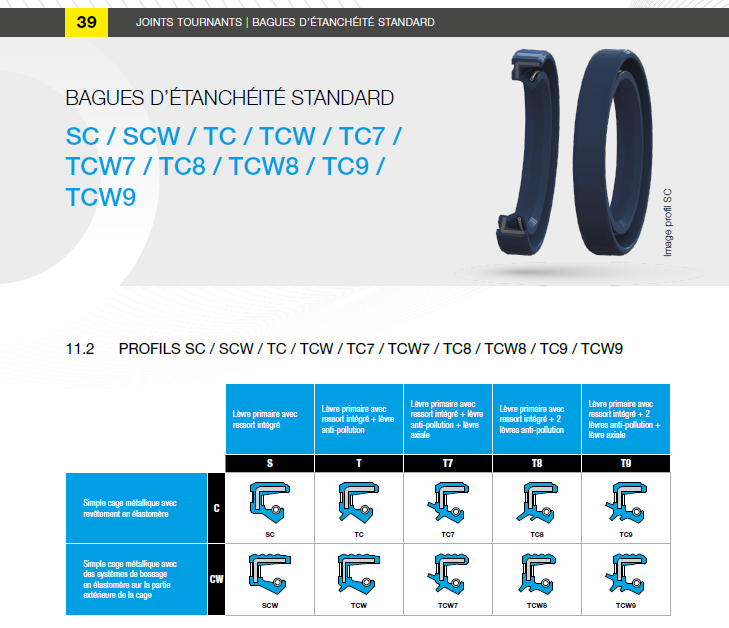 39
JOINTS TOURNANTS | BAGUES D'ÉTANCHÉITÉ STANDARD
BAGUES D'ÉTANCHÉITÉ STANDARD
SC / SCW / TC / TCW / TC7 /
TCW7 / TC8 / TCW8 / TC9 /
TCW9
Image profil SC
11.2 PROFILS SC / SCW / TC / TCW / TC7 / TCW7 / TC8 / TCW8 / TC9 / TCW9
Lèvre primaire avec
ressort intégré
Lèvre primaire avec
ressort intégré + lèvre
anti-pollution
Lèvre primaire avec
ressort intégré + lèvre
anti-pollution + lèvre
axiale
Lèvre primaire avec
ressort intégré + 2
lèvres anti-pollution
Lèvre primaire avec
ressort intégré + 2
lèvres anti-pollution +
lèvre axiale
S T T7 T8 T9
Simple cage métallique avec
revêtement en élastomère
C
SC TC TC7 TC8 TC9
Simple cage métallique avec
des systèmes de bossage
en élastomère sur la partie
extérieure de la cage
CW
SCW TCW TCW7 TCW8 TCW9